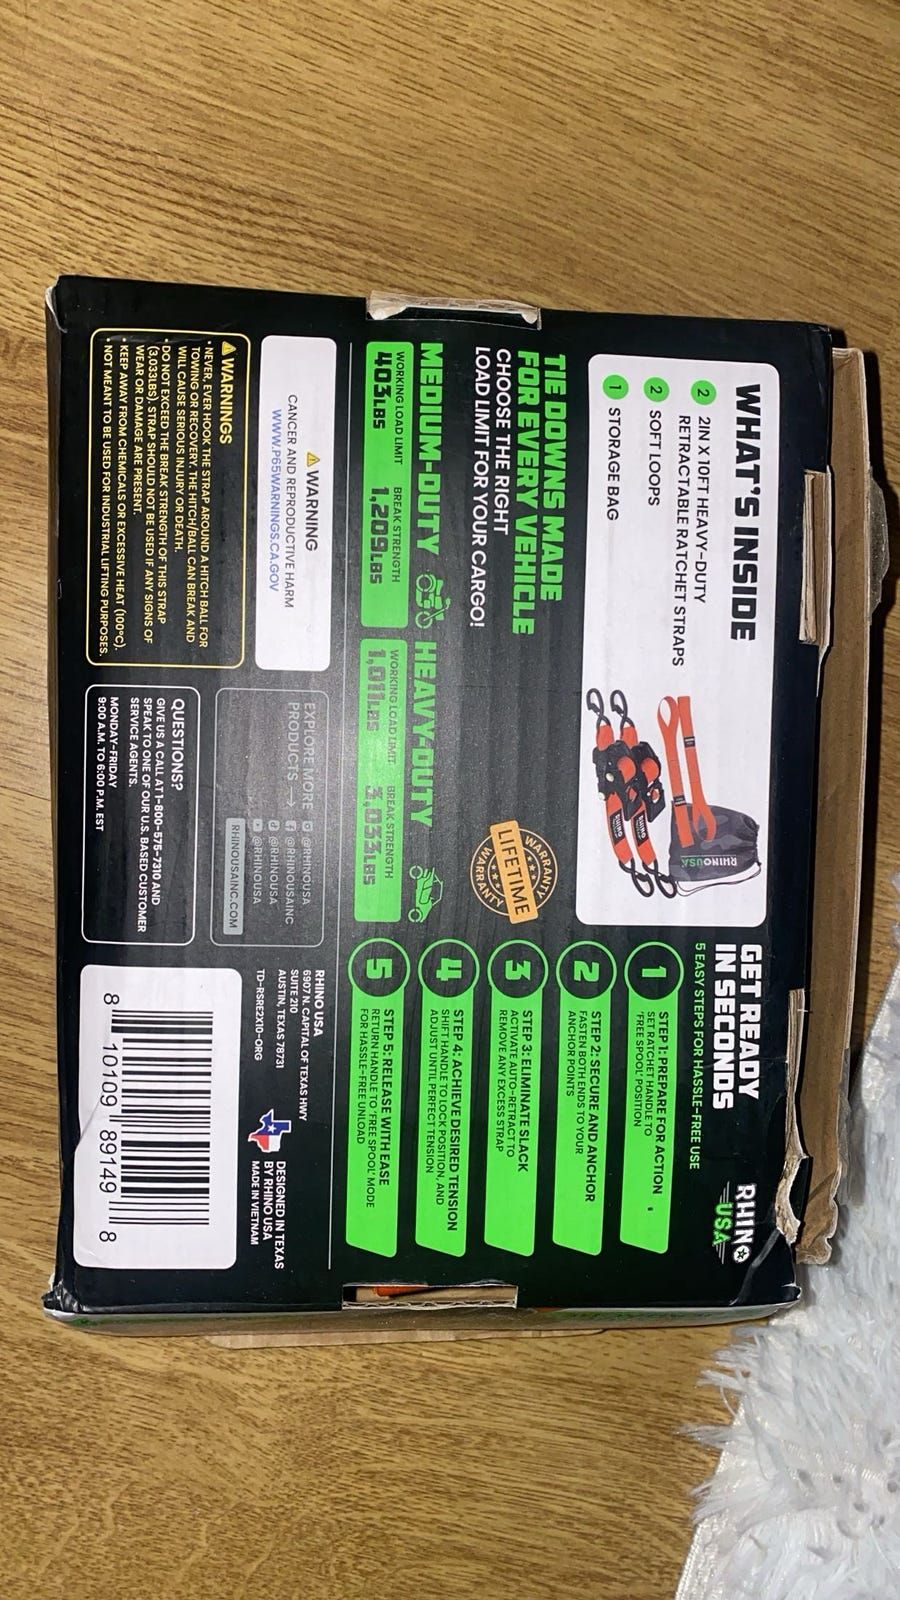 WHAT'S INSIDE
2 2IN X 10FT HEAVY-DUTY
RETRACTABLE RATCHET STRAPS
2 SOFT LOOPS
1 STORAGE BAG
RHINO USA
RHINO
RHINO
TIE DOWNS MADE
FOR EVERY VEHICLE
CHOOSE THE RIGHT
LOAD LIMIT FOR YOUR CARGO!
WARRANTY
LIFETIME
WARRANTY
MEDIUM-DUTY
WORKING LOAD LIMIT BREAK STRENGTH
403LBS 1,209LBS
HEAVY-DUTY
WORKING LOAD LIMIT BREAK STRENGTH
1,011LBS 3,033LBS
RHINO
USA
GET READY
IN SECONDS
5 EASY STEPS FOR HASSLE-FREE USE
1 STEP 1: PREPARE FOR ACTION
SET RATCHET HANDLE TO
'FREE SPOOL' POSITION
2 STEP 2: SECURE AND ANCHOR
FASTEN BOTH ENDS TO YOUR
ANCHOR POINTS
3 STEP 3: ELIMINATE SLACK
ACTIVATE AUTO-RETRACT TO
REMOVE ANY EXCESS STRAP
4 STEP 4: ACHIEVE DESIRED TENSION
SHIFT HANDLE TO LOCK POSITION, AND
ADJUST UNTIL PERFECT TENSION
5 STEP 5: RELEASE WITH EASE
RETURN HANDLE TO 'FREE SPOOL' MODE
FOR HASSLE-FREE UNLOAD
WARNING
CANCER AND REPRODUCTIVE HARM
WWW.P65WARNINGS.CA.GOV
WARNINGS
• NEVER, EVER HOOK THE STRAP AROUND A HITCH BALL FOR
TOWING OR RECOVERY. THE HITCH/BALL CAN BREAK AND
WILL CAUSE SERIOUS INJURY OR DEATH.
• DO NOT EXCEED THE BREAK STRENGTH OF THIS STRAP
(3,033LBS). STRAP SHOULD NOT BE USED IF ANY SIGNS OF
WEAR OR DAMAGE ARE PRESENT.
• KEEP AWAY FROM CHEMICALS OR EXCESSIVE HEAT (100°C).
• NOT MEANT TO BE USED FOR INDUSTRIAL LIFTING PURPOSES.
EXPLORE MORE
PRODUCTS →
@RHINOUSA
@RHINOUSAINC
@RHINOUSA
@RHINOUSA
RHINOUSAINC.COM
QUESTIONS?
GIVE US A CALL AT 1-800-575-7310 AND
SPEAK TO ONE OF OUR U.S. BASED CUSTOMER
SERVICE AGENTS.
MONDAY-FRIDAY
9:00 A.M. TO 6:00 P.M. EST
RHINO USA
6907 N. CAPITAL OF TEXAS HWY
SUITE 210
AUSTIN, TEXAS 78731
TD-RSRE2X10-ORG
DESIGNED IN TEXAS
BY RHINO USA
MADE IN VIETNAM
8 10109 89149 8